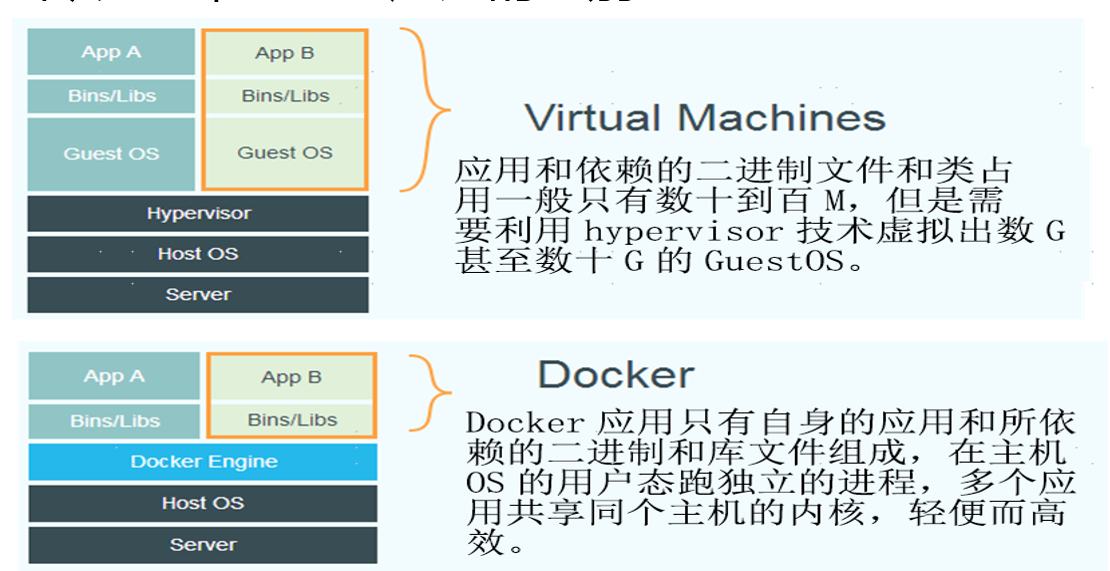 App A
App B
Bins/Libs
Bins/Libs
Guest OS
Guest OS
Hypervisor
Host OS
Server
Virtual Machines
应用和依赖的二进制文件和类占
用一般只有数十到百 M，但是需
要利用 hypervisor 技术虚拟出数 G
甚至数十 G 的 GuestOS。
App A
App B
Bins/Libs
Bins/Libs
Docker Engine
Host OS
Server
Docker
Docker 应用只有自身的应用和所依
赖的二进制和库文件组成，在主机
OS 的用户态跑独立的进程，多个应
用共享同个主机的内核，轻便而高
效。